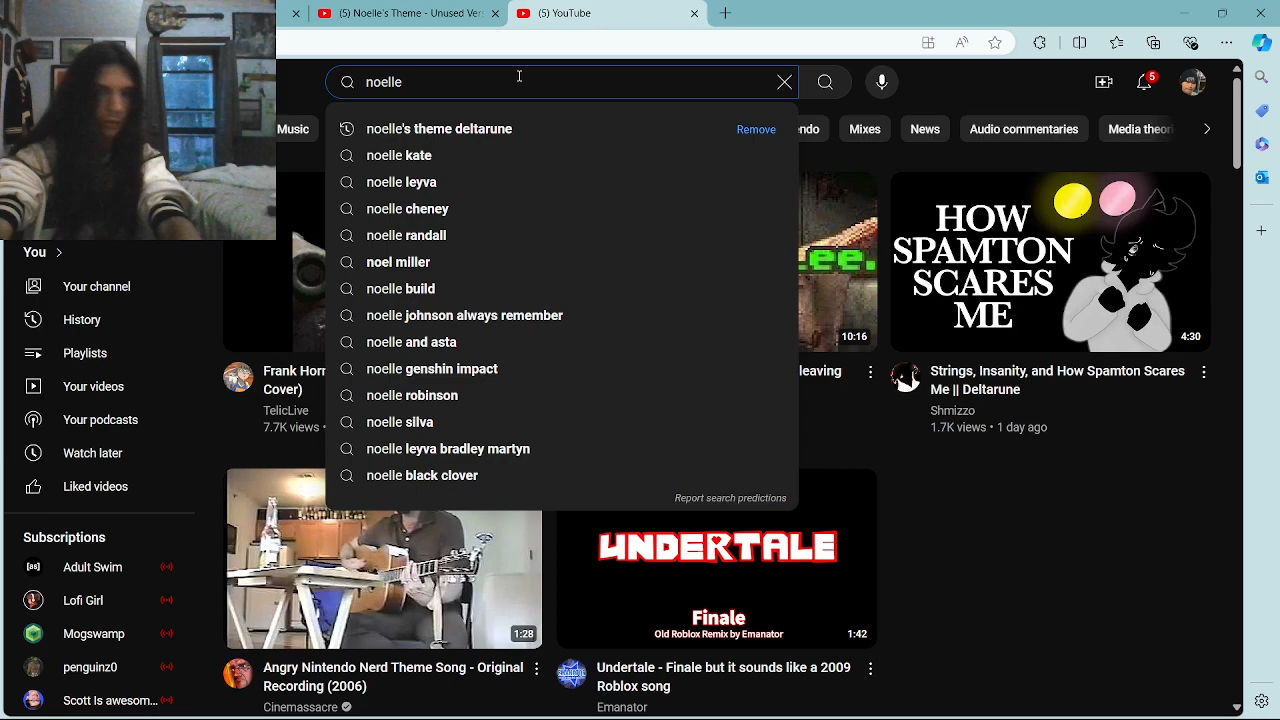 (5) Noelle's Theme - Unused Ver:
(5) YouTube
noelle
5
Music
ndo
Mixes
News
Audio commentaries
Media theori
noelle's theme deltarune
Remove
noelle kate
noelle leyva
noelle cheney
noelle randall
noel miller
noelle build
noelle johnson always remember
noelle and asta
noelle genshin impact
noelle robinson
noelle silva
noelle leyva bradley martyn
noelle black clover
Report search predictions
You
Your channel
History
Playlists
Your videos
Your podcasts
Watch later
Liked videos
Subscriptions
Adult Swim
Lofi Girl
Mogswamp
penguinz0
Scott Is awesom...
Frank Horr
Cover)
TelicLive
7.7K views •
10:16
leaving
HOW
SPAMTON
SCARES
ME
4:30
Strings, Insanity, and How Spamton Scares
Me || Deltarune
Shmizzo
1.7K views • 1 day ago
1:28
Angry Nintendo Nerd Theme Song - Original
Recording (2006)
Cinemassacre
UNDERTALE
Finale
Old Roblox Remix by Emanator
1:42
Undertale - Finale but it sounds like a 2009
Roblox song
Emanator